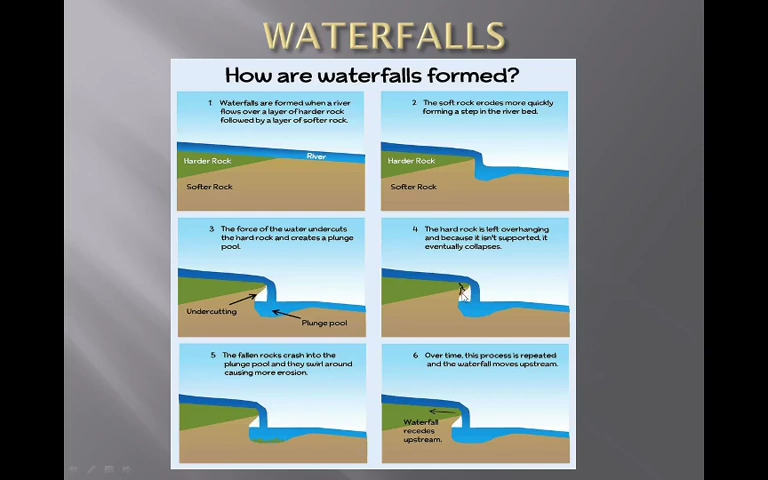 WATERFALLS
How are waterfalls formed?
1 Waterfalls are formed when a river
flows over a layer of harder rock
followed by a layer of softer rock.
Harder Rock
River
Softer Rock
2 The soft rock erodes more quickly
forming a step in the river bed.
Harder Rock
Softer Rock
3 The force of the water undercuts
the hard rock and creates a plunge
pool.
Undercutting
Plunge pool
4 The hard rock is left overhanging
and because it isn't supported, it
eventually collapses.
5 The fallen rocks crash into the
plunge pool and they swirl around
causing more erosion.
6 Over time, this process is repeated
and the waterfall moves upstream.
Waterfall
recedes
upstream.